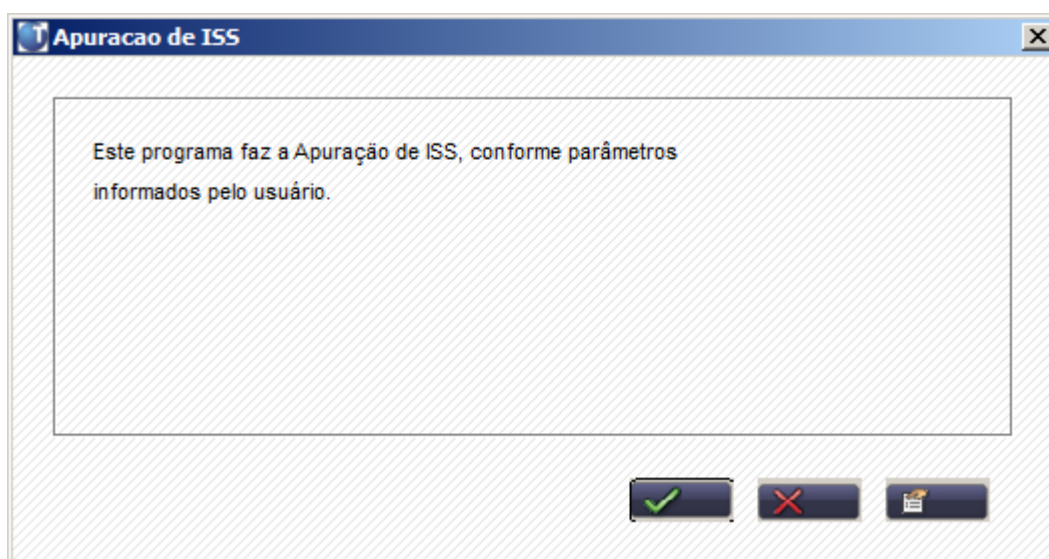 Apuracao de ISS
Este programa faz a Apuração de ISS, conforme parâmetros
informados pelo usuário.